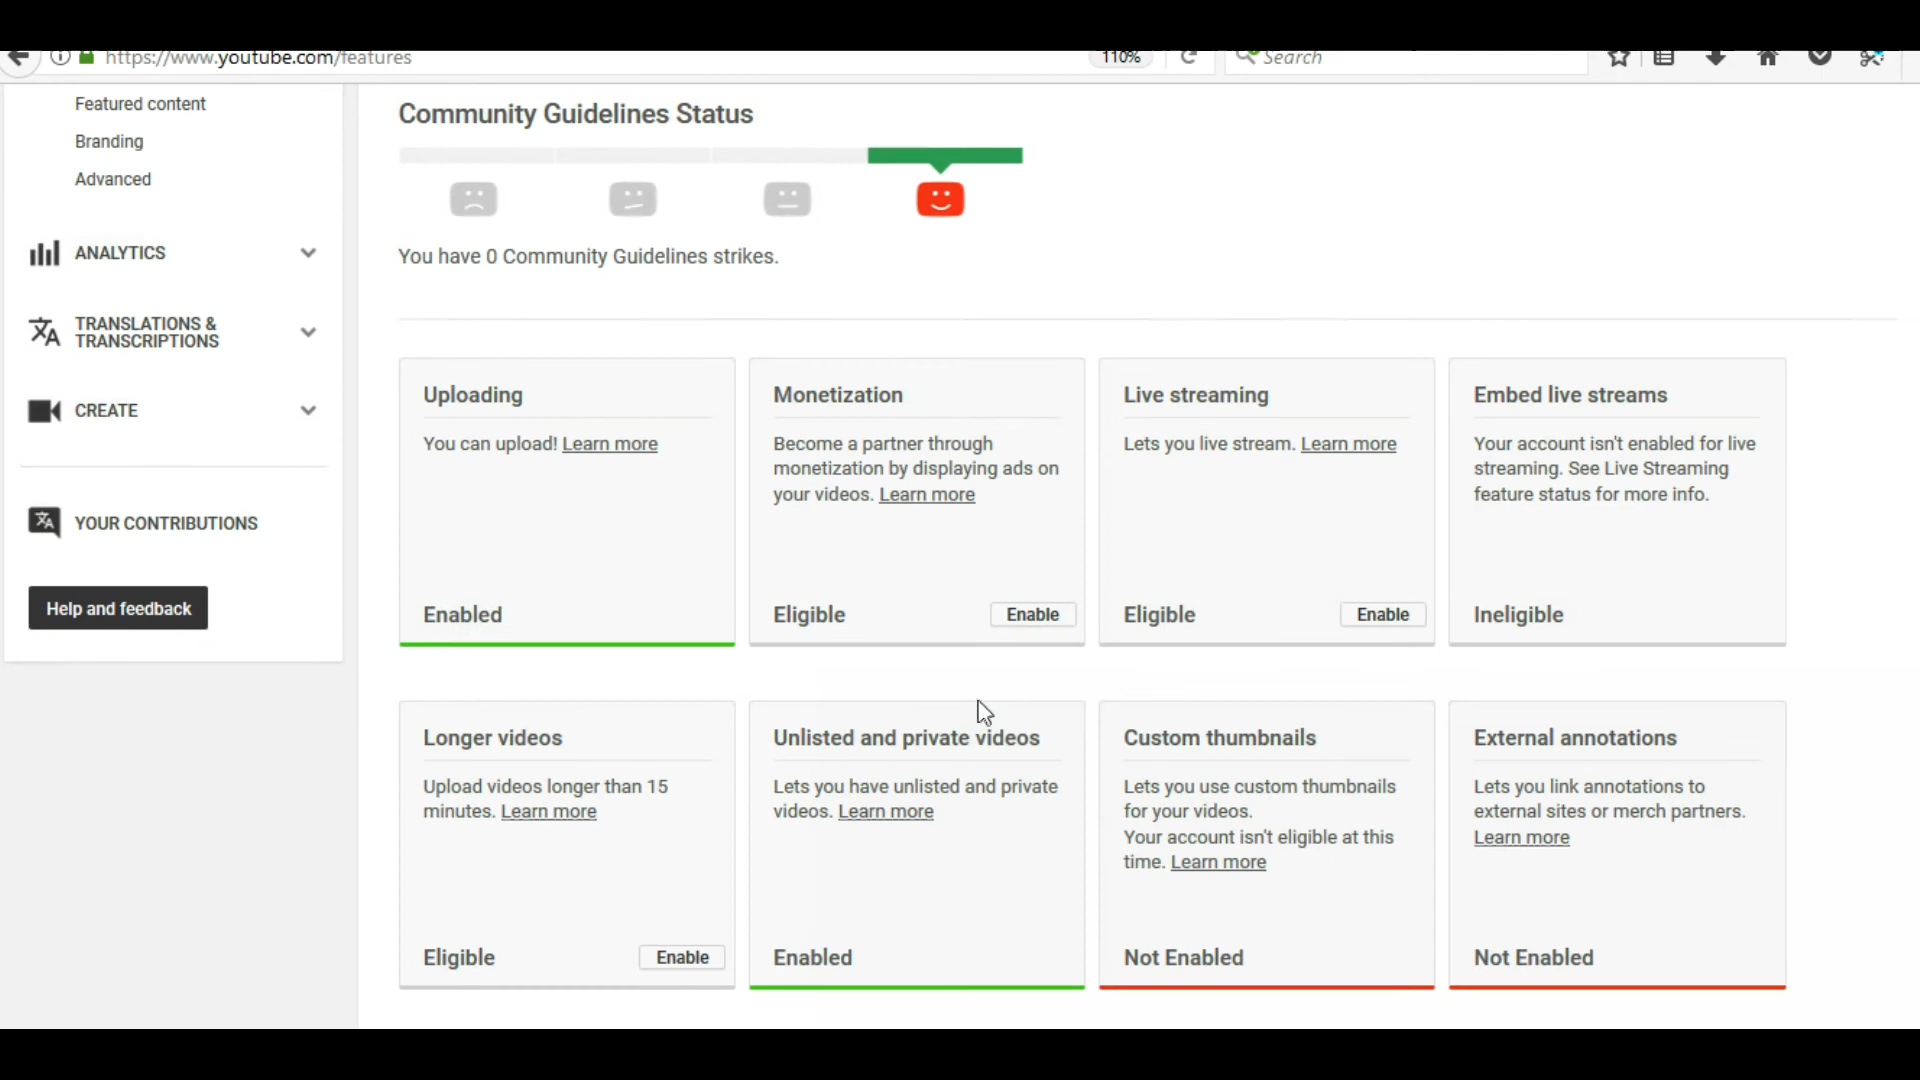 https://www.youtube.com/features
110%
Search
Featured content
Branding
Advanced
ANALYTICS
TRANSLATIONS &
TRANSCRIPTIONS
CREATE
YOUR CONTRIBUTIONS
Help and feedback
Community Guidelines Status
You have 0 Community Guidelines strikes.
Uploading
You can upload! Learn more
Enabled
Monetization
Become a partner through
monetization by displaying ads on
your videos. Learn more
Eligible
Enable
Live streaming
Lets you live stream. Learn more
Eligible
Enable
Embed live streams
Your account isn't enabled for live
streaming. See Live Streaming
feature status for more info.
Ineligible
Longer videos
Upload videos longer than 15
minutes. Learn more
Eligible
Enable
Unlisted and private videos
Lets you have unlisted and private
videos. Learn more
Enabled
Custom thumbnails
Lets you use custom thumbnails
for your videos.
Your account isn't eligible at this
time. Learn more
Not Enabled
External annotations
Lets you link annotations to
external sites or merch partners.
Learn more
Not Enabled